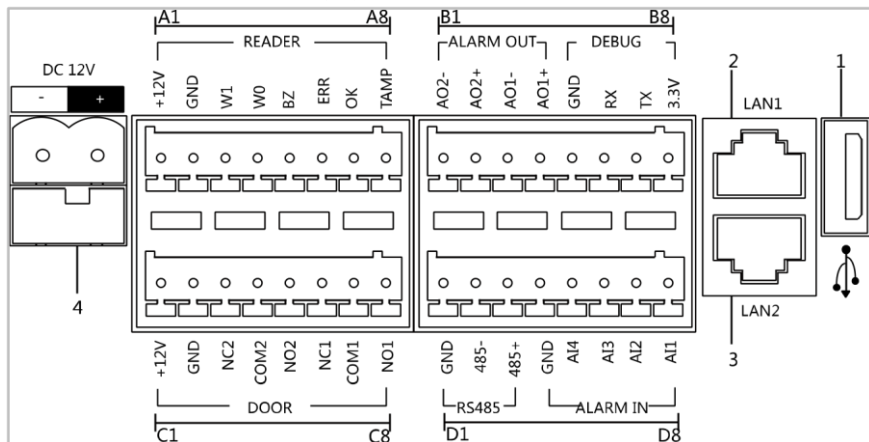 A1 A8 B1 B8
READER ALARM OUT DEBUG 2 1
DC 12V LAN1
- +
+12V GND W1 W0 BZ ERR OK TAMP AO2- AO2+ AO1- AO1+ GND RX TX 3.3V
4
LAN2
+12V GND NC2 COM2 NO2 NC1 COM1 NO1 GND 485- 485+ GND AI4 AI3 AI2 AI1
3
DOOR RS485 ALARM IN
C1 C8 D1 D8